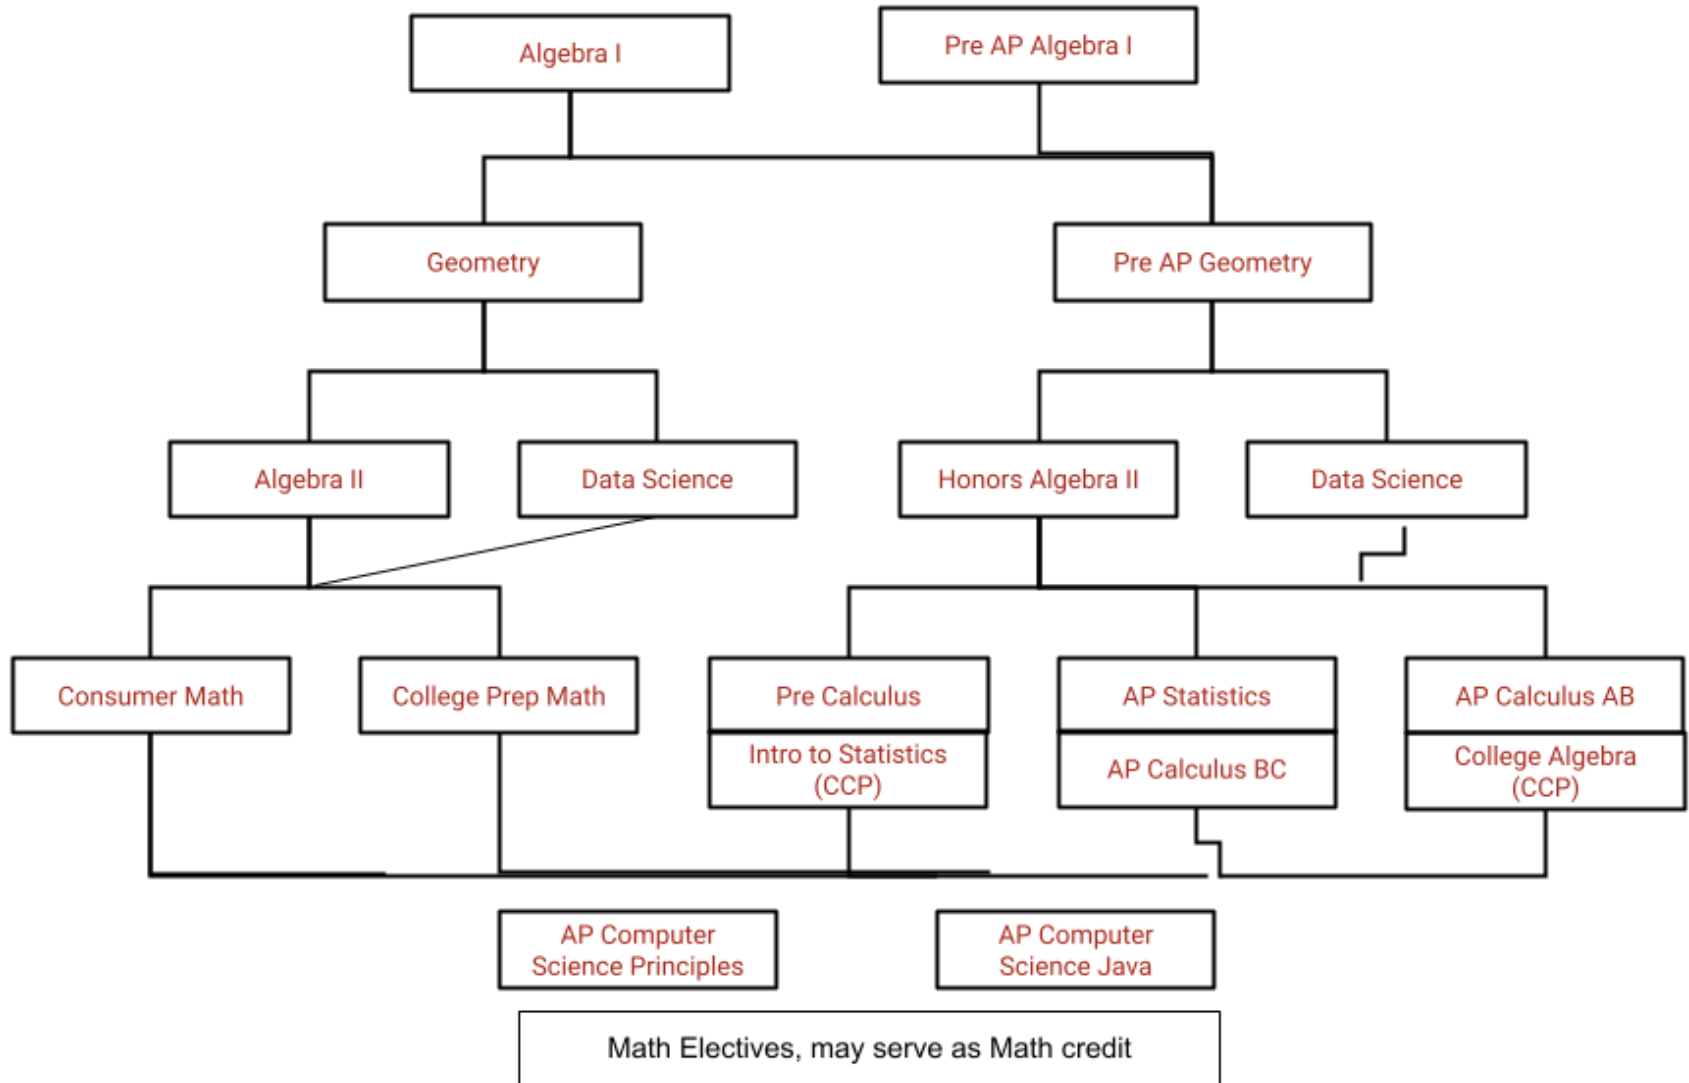 Algebra I
Pre AP Algebra I
Geometry
Pre AP Geometry
Algebra II
Data Science
Honors Algebra II
Data Science
Consumer Math
College Prep Math
Pre Calculus
AP Statistics
AP Calculus AB
Intro to Statistics
(CCP)
AP Calculus BC
College Algebra
(CCP)
AP Computer
Science Principles
AP Computer
Science Java
Math Electives, may serve as Math credit